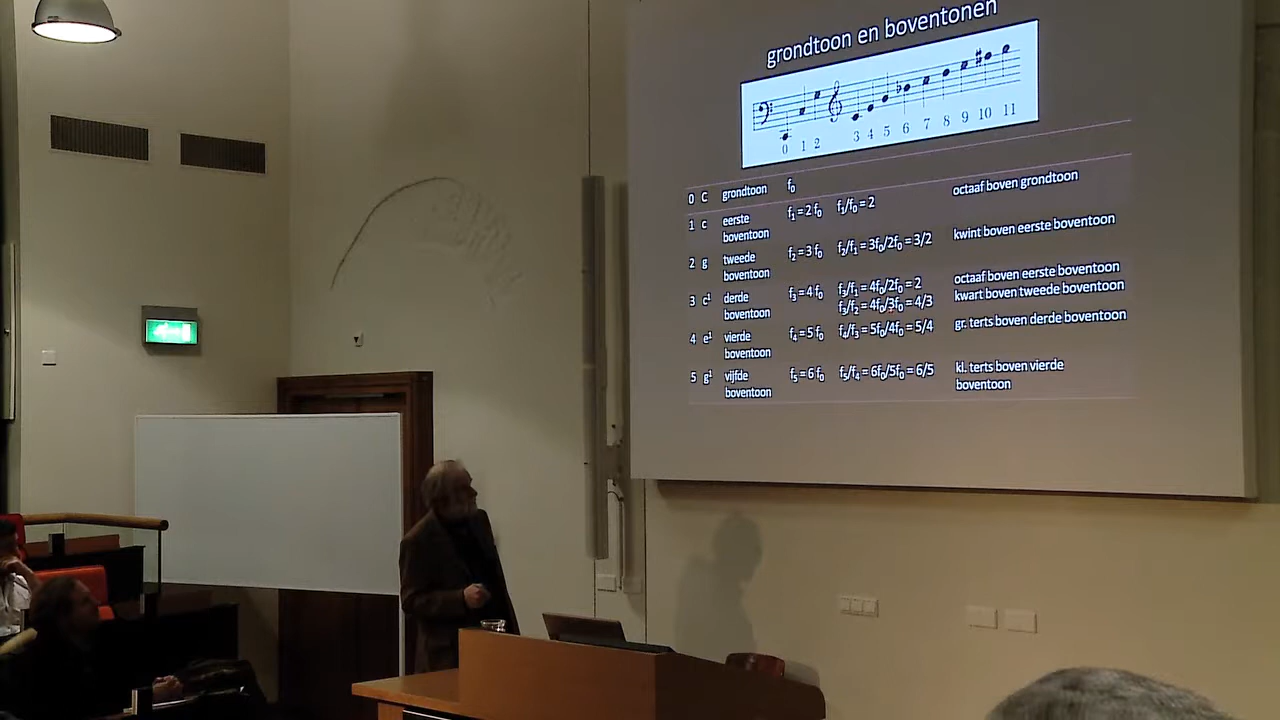 grondtoon en boventonen
0 1 2 3 4 5 6 7 8 9 10 11
0 C grondtoon f₀ octaaf boven grondtoon
1 c eerste boventoon f₁ = 2 f₀ f₁/f₀ = 2 kwint boven eerste boventoon
2 g tweede boventoon f₂ = 3 f₀ f₂/f₁ = 3f₀/2f₀ = 3/2
3 c¹ derde boventoon f₃ = 4 f₀ f₃/f₁ = 4f₀/2f₀ = 2 octaaf boven eerste boventoon
f₃/f₂ = 4f₀/3f₀ = 4/3 kwart boven tweede boventoon
4 e¹ vierde boventoon f₄ = 5 f₀ f₄/f₃ = 5f₀/4f₀ = 5/4 gr. terts boven derde boventoon
5 g¹ vijfde boventoon f₅ = 6 f₀ f₅/f₄ = 6f₀/5f₀ = 6/5 kl. terts boven vierde boventoon